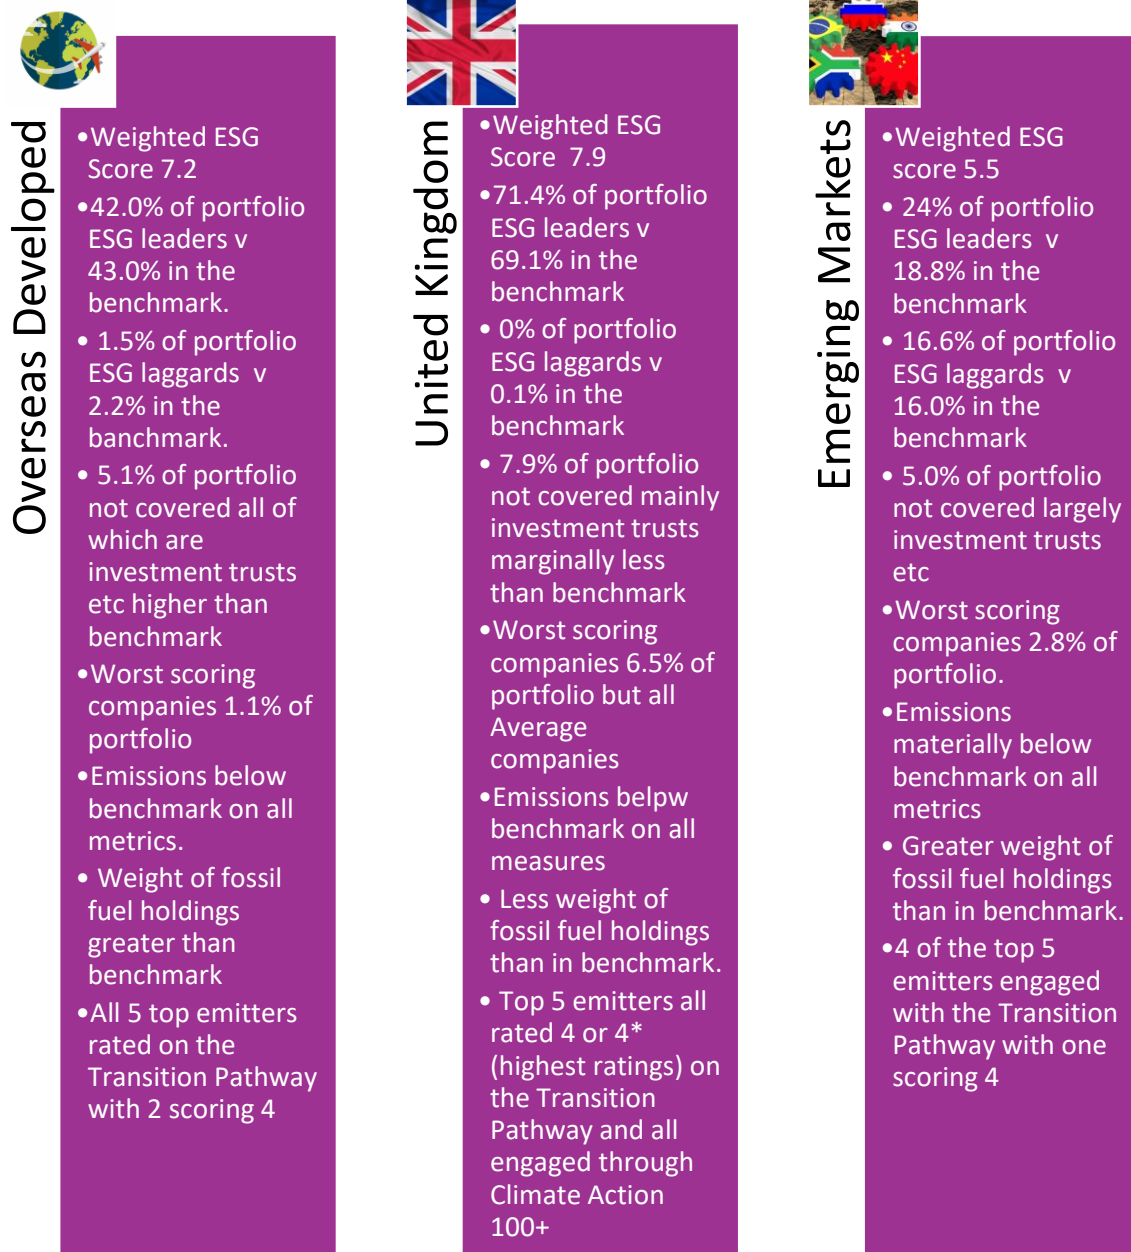 Overseas Developed
•Weighted ESG
Score 7.2
•42.0% of portfolio
ESG leaders v
43.0% in the
benchmark.
• 1.5% of portfolio
ESG laggards v
2.2% in the
banchmark.
• 5.1% of portfolio
not covered all of
which are
investment trusts
etc higher than
benchmark
•Worst scoring
companies 1.1% of
portfolio
•Emissions below
benchmark on all
metrics.
• Weight of fossil
fuel holdings
greater than
benchmark
•All 5 top emitters
rated on the
Transition Pathway
with 2 scoring 4
United Kingdom
•Weighted ESG
Score 7.9
•71.4% of portfolio
ESG leaders v
69.1% in the
benchmark
• 0% of portfolio
ESG laggards v
0.1% in the
benchmark
• 7.9% of portfolio
not covered mainly
investment trusts
marginally less
than benchmark
•Worst scoring
companies 6.5% of
portfolio but all
Average
companies
•Emissions belpw
benchmark on all
measures
• Less weight of
fossil fuel holdings
than in benchmark.
• Top 5 emitters all
rated 4 or 4*
(highest ratings) on
the Transition
Pathway and all
engaged through
Climate Action
100+
Emerging Markets
•Weighted ESG
score 5.5
• 24% of portfolio
ESG leaders v
18.8% in the
benchmark
• 16.6% of portfolio
ESG laggards v
16.0% in the
benchmark
• 5.0% of portfolio
not covered largely
investment trusts
etc
•Worst scoring
companies 2.8% of
portfolio.
•Emissions
materially below
benchmark on all
metrics
• Greater weight of
fossil fuel holdings
than in benchmark.
•4 of the top 5
emitters engaged
with the Transition
Pathway with one
scoring 4